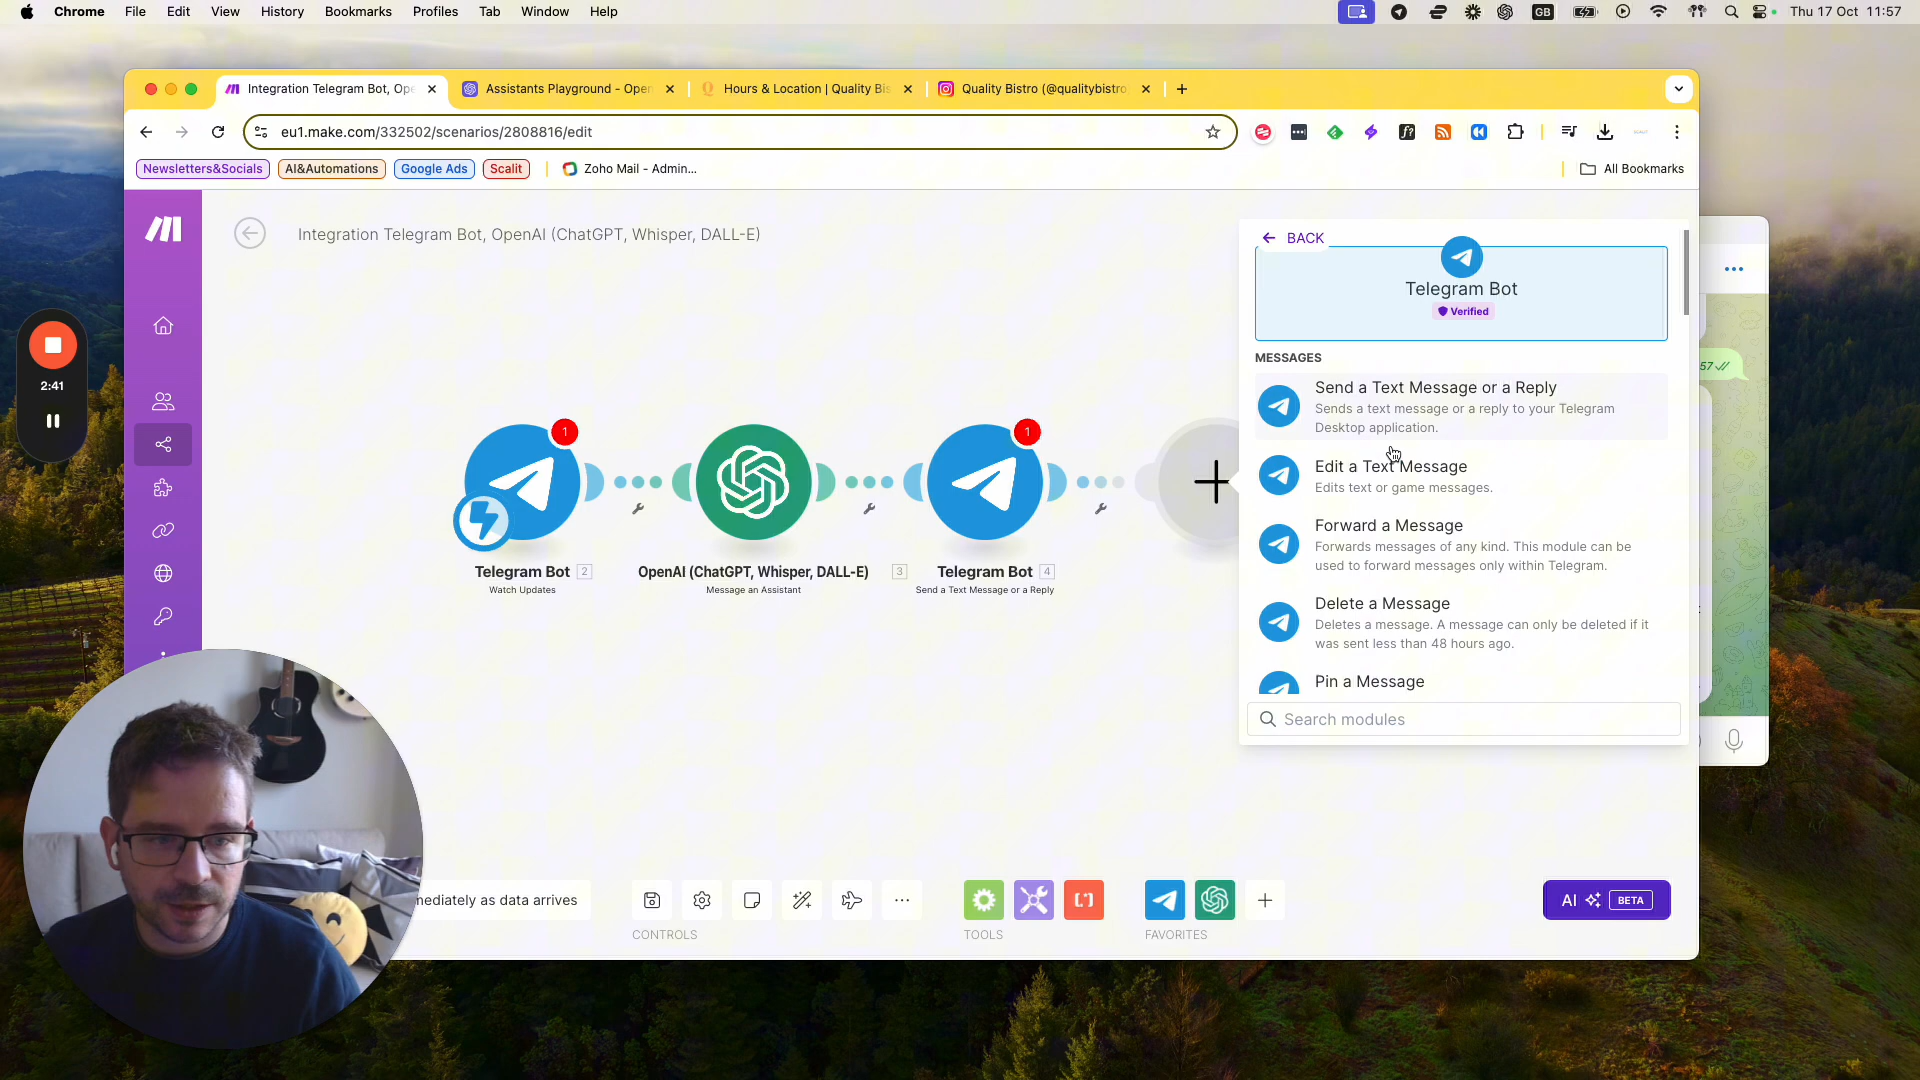 Chrome File Edit View History Bookmarks Profiles Tab Window Help
GB
Thu 17 Oct 11:57
Integration Telegram Bot, Ope
Assistants Playground - Open
Hours & Location | Quality Bis
Quality Bistro (@qualitybistro
eu1.make.com/332502/scenarios/2808816/edit
Newsletters&Socials
AI&Automations
Google Ads
Scalit
Zoho Mail - Admin...
All Bookmarks
Integration Telegram Bot, OpenAI (ChatGPT, Whisper, DALL-E)
BACK
Telegram Bot
Verified
MESSAGES
Send a Text Message or a Reply
Sends a text message or a reply to your Telegram
Desktop application.
Edit a Text Message
Edits text or game messages.
Forward a Message
Forwards messages of any kind. This module can be
used to forward messages only within Telegram.
Delete a Message
Deletes a message. A message can only be deleted if it
was sent less than 48 hours ago.
Pin a Message
Search modules
2:41
57
1
1
Telegram Bot 2
Watch Updates
OpenAI (ChatGPT, Whisper, DALL-E) 3
Message an Assistant
Telegram Bot 4
Send a Text Message or a Reply
mediately as data arrives
CONTROLS
TOOLS
FAVORITES
AI BETA